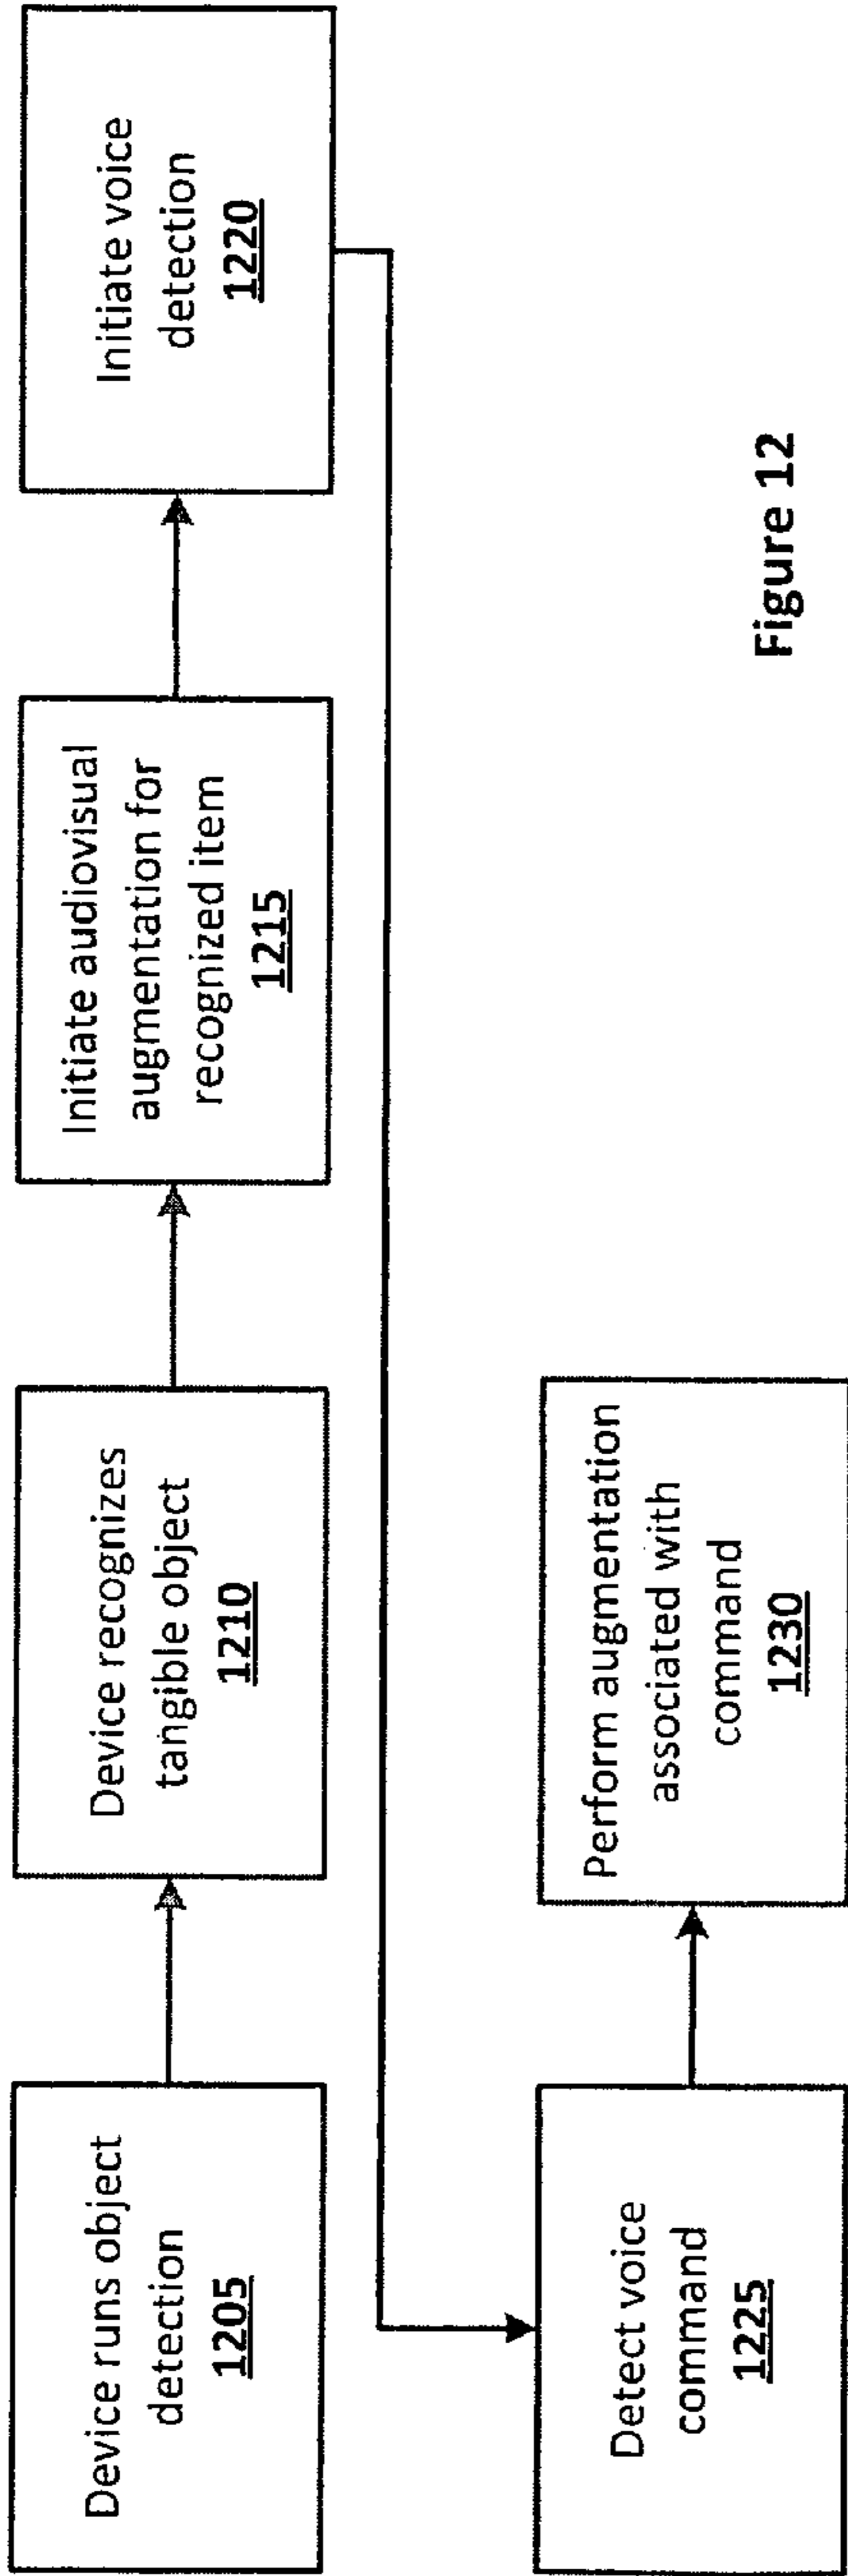 Device runs object
detection
1205
Device recognizes
tangible object
1210
Initiate audiovisual
augmentation for
recognized item
1215
Initiate voice
detection
1220
Detect voice
command
1225
Perform augmentation
associated with
command
1230
Figure 12